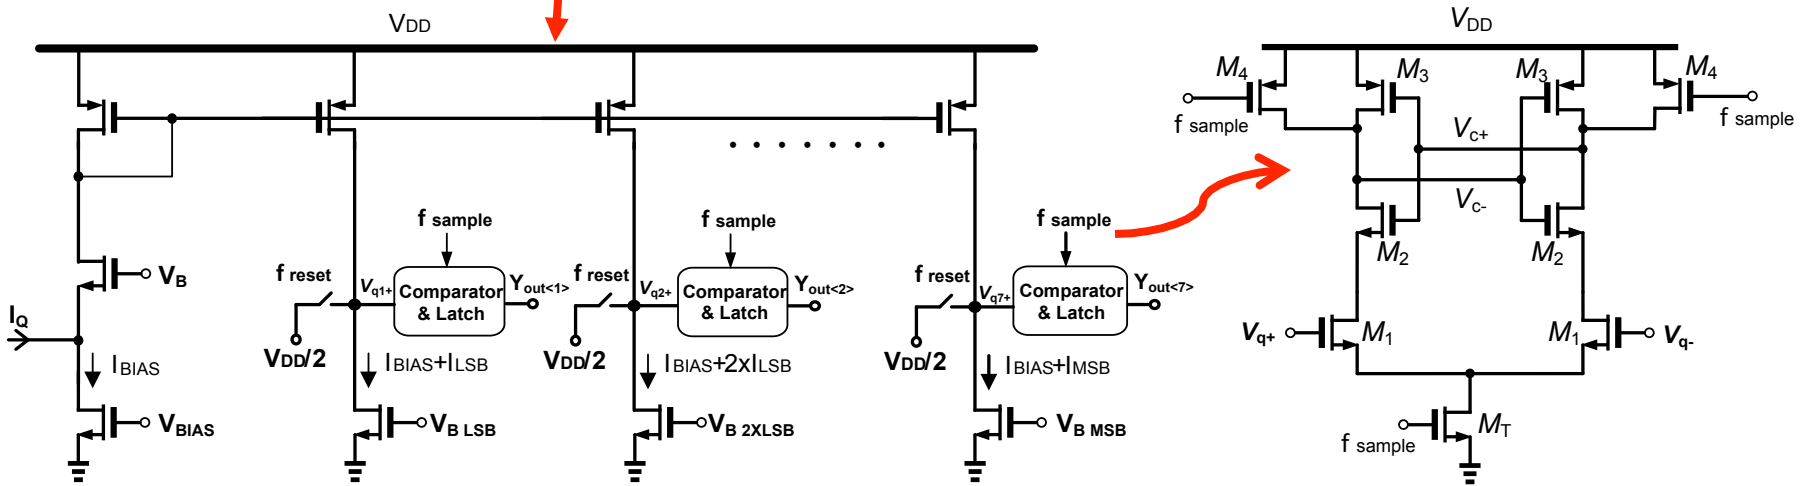 VDD
VDD
M4
M3
M3
M4
f sample
f sample
Vc+
Vc-
f sample
f sample
f sample
M2
M2
VB
f reset
Vq1+
Comparator
& Latch
Yout<1>
f reset
Vq2+
Comparator
& Latch
Yout<2>
f reset
Vq7+
Comparator
& Latch
Yout<7>
IQ
VDD/2
VDD/2
VDD/2
Vq+
M1
M1
Vq-
IBIAS
IBIAS+ILSB
IBIAS+2xILSB
IBIAS+IMSB
VBIAS
VB LSB
VB 2XLSB
VB MSB
f sample
MT